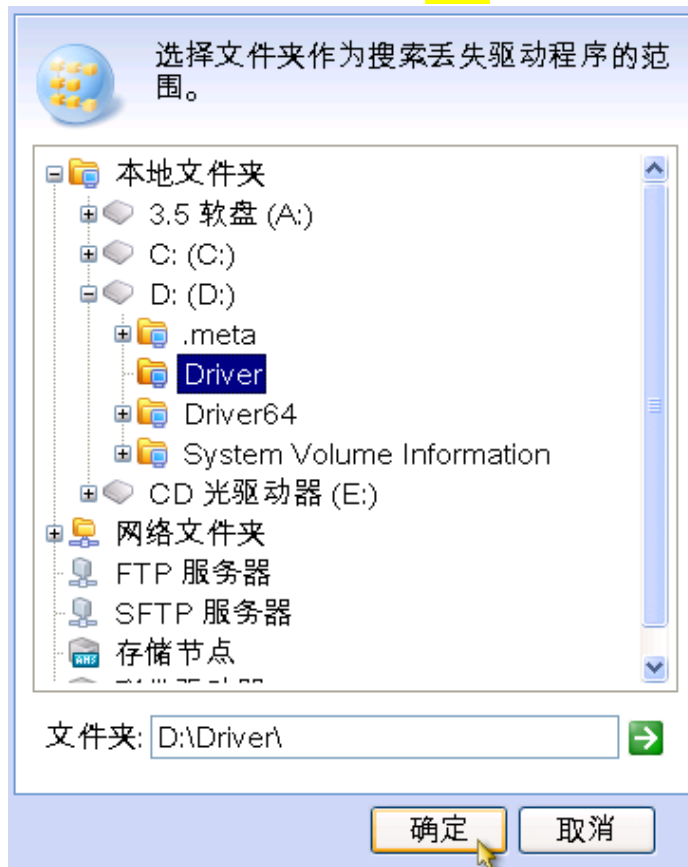 选择文件夹作为搜索丢失驱动程序的范
围。
本地文件夹
3.5 软盘 (A:)
C: (C:)
D: (D:)
.meta
Driver
Driver64
System Volume Information
CD 光驱动器 (E:)
网络文件夹
FTP 服务器
SFTP 服务器
存储节点
文件夹: D:\Driver\
确定 取消